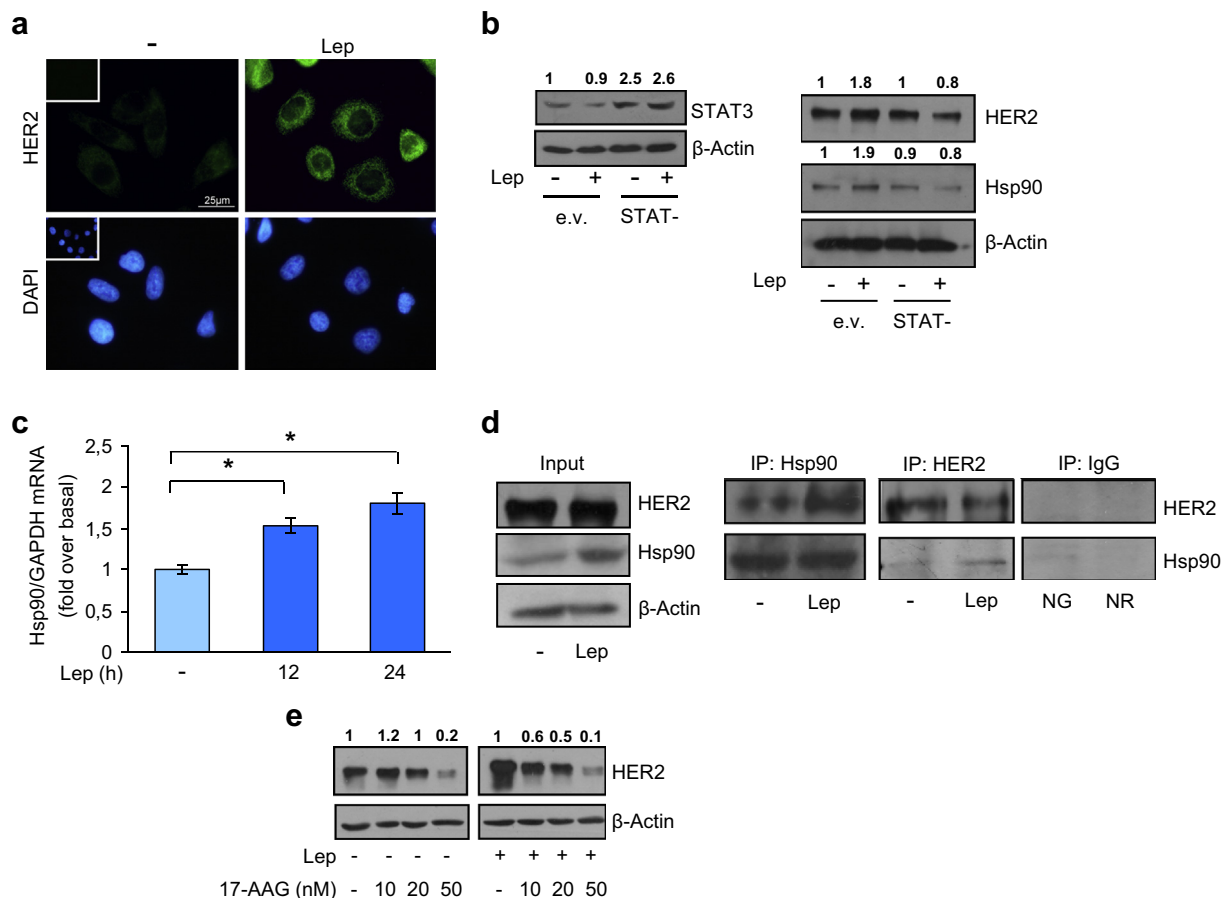 a
- Lep
HER2
25µm
DAPI
b
1 0.9 2.5 2.6
STAT3
β-Actin
Lep - + - +
e.v. STAT-
1 1.8 1 0.8
HER2
1 1.9 0.9 0.8
Hsp90
β-Actin
Lep - + - +
e.v. STAT-
c
Hsp90/GAPDH mRNA
(fold over basal)
2,5
2
1,5
1
0,5
0
* *
Lep (h) - 12 24
d
Input
HER2
Hsp90
β-Actin
- Lep
IP: Hsp90 IP: HER2 IP: IgG
HER2
Hsp90
- Lep - Lep NG NR
e
1 1.2 1 0.2 1 0.6 0.5 0.1
HER2
β-Actin
Lep - - - - + + + +
17-AAG (nM) - 10 20 50 - 10 20 50